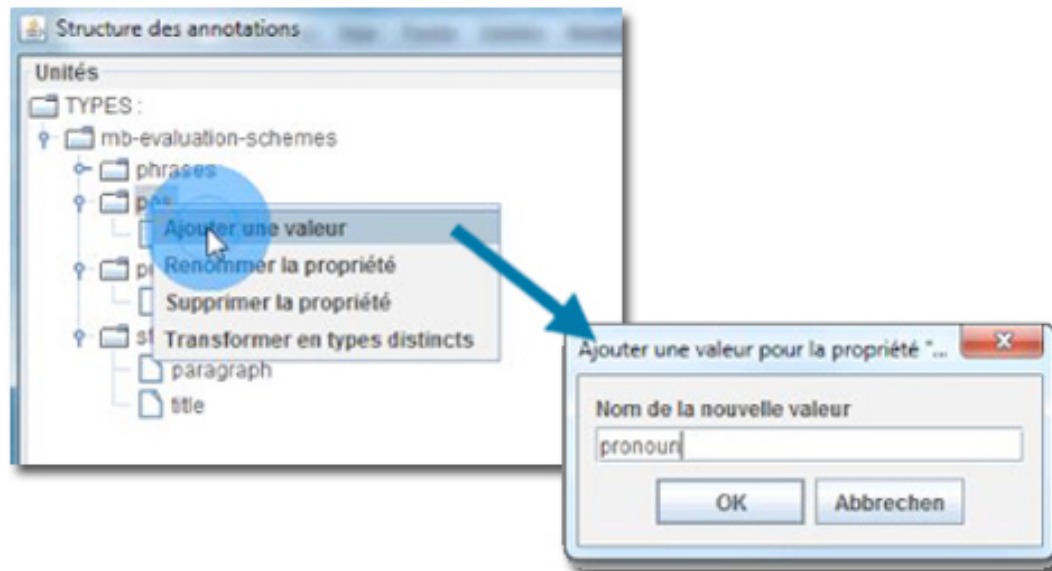 Structure des annotations
Unités
TYPES :
mb-evaluation-schemes
phrases
pos
Ajouter une valeur
Renommer la propriété
Supprimer la propriété
Transformer en types distincts
paragraph
title
Ajouter une valeur pour la propriété "...
Nom de la nouvelle valeur
pronoun
OK
Abbrechen